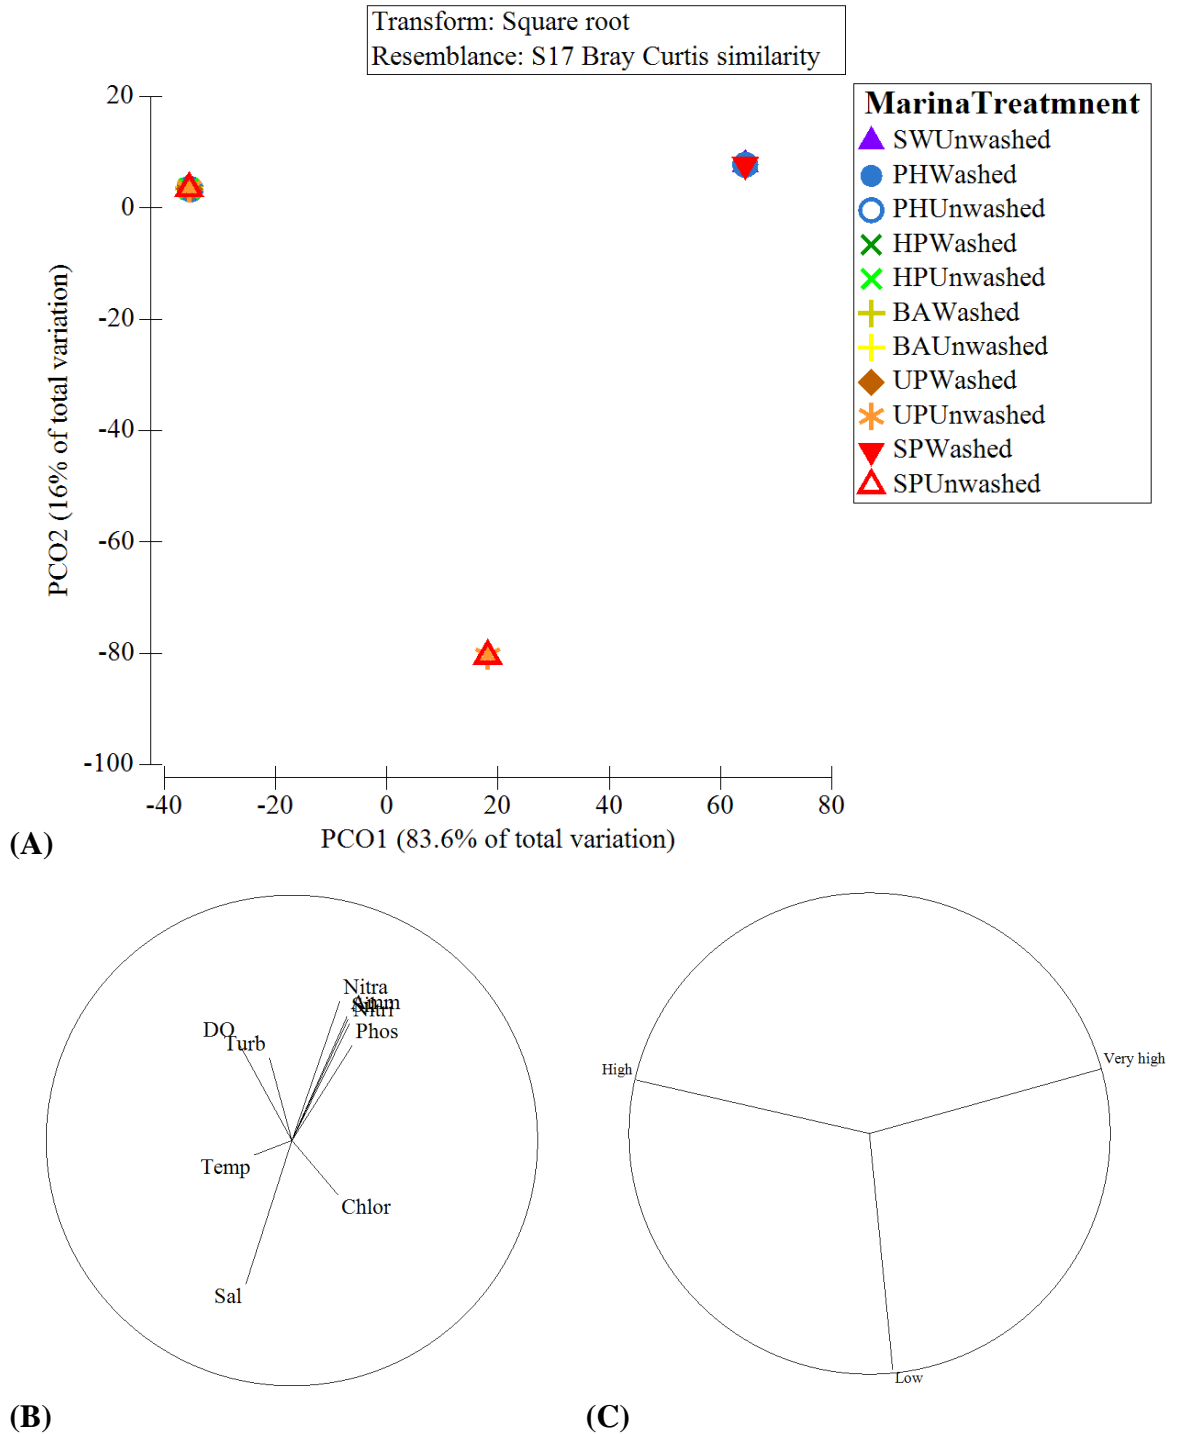 Transform: Square root
Resemblance: S17 Bray Curtis similarity
20
0
-20
-40
-60
-80
-100
PCO2 (16% of total variation)
-40
-20
0
20
40
60
80
PCO1 (83.6% of total variation)
MarinaTreatmnent
SWUnwashed
PHWashed
PHUnwashed
HPWashed
HPUnwashed
BAWashed
BAUnwashed
UPWashed
UPUnwashed
SPWashed
SPUnwashed
(A)
Nitra
Amm
Nitri
Phos
DO
Turb
Temp
Chlor
Sal
(B)
High
Very high
Low
(C)